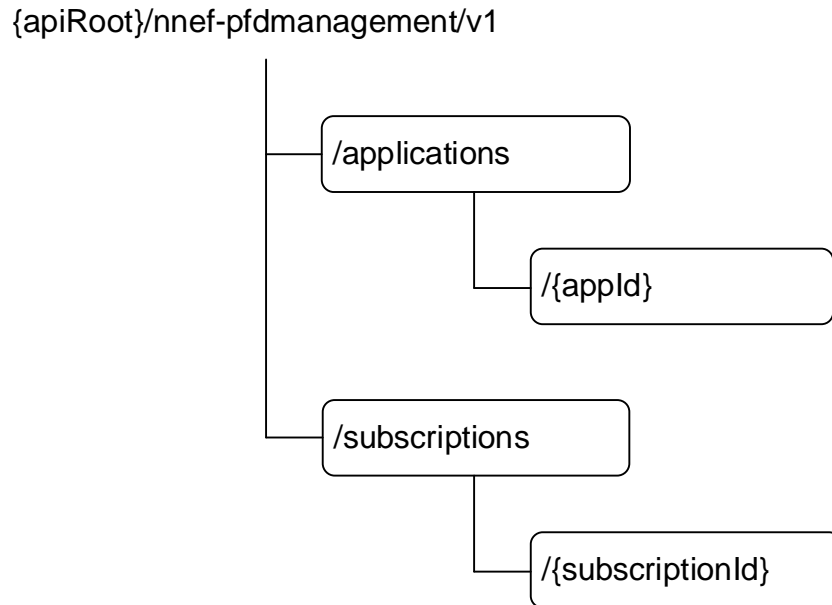 {apiRoot}/nnef-pfdmanagement/v1
/applications
/{appId}
/subscriptions
/{subscriptionId}